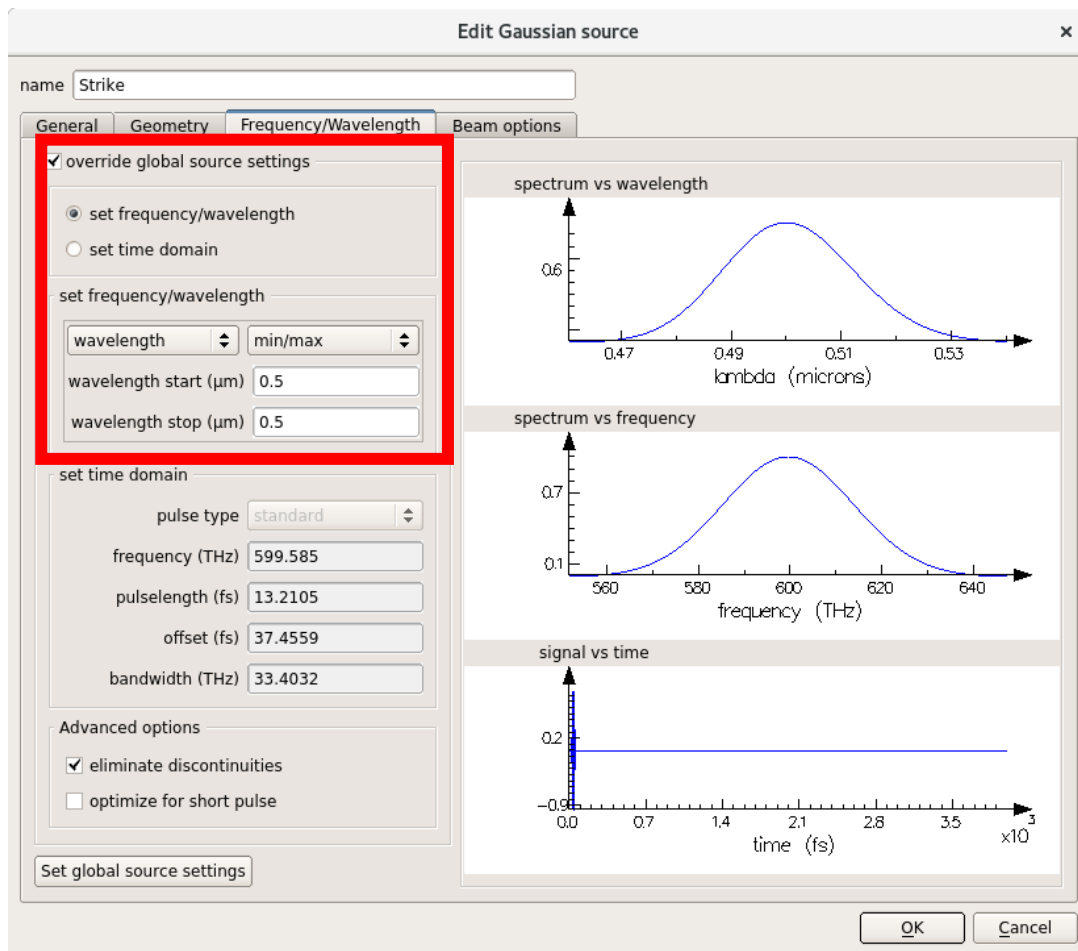 Edit Gaussian source ×
name Strike
General Geometry Frequency/Wavelength Beam options
override global source settings
set frequency/wavelength
set time domain
set frequency/wavelength
wavelength min/max
wavelength start (µm) 0.5
wavelength stop (µm) 0.5
set time domain
pulse type standard
frequency (THz) 599.585
pulselength (fs) 13.2105
offset (fs) 37.4559
bandwidth (THz) 33.4032
Advanced options
eliminate discontinuities
optimize for short pulse
Set global source settings
spectrum vs wavelength
0.6
0.47 0.49 0.51 0.53
lambda (microns)
spectrum vs frequency
0.7
0.1
560 580 600 620 640
frequency (THz)
signal vs time
0.2
-0.9
0.0 0.7 1.4 2.1 2.8 3.5 x10 3
time (fs)
OK Cancel